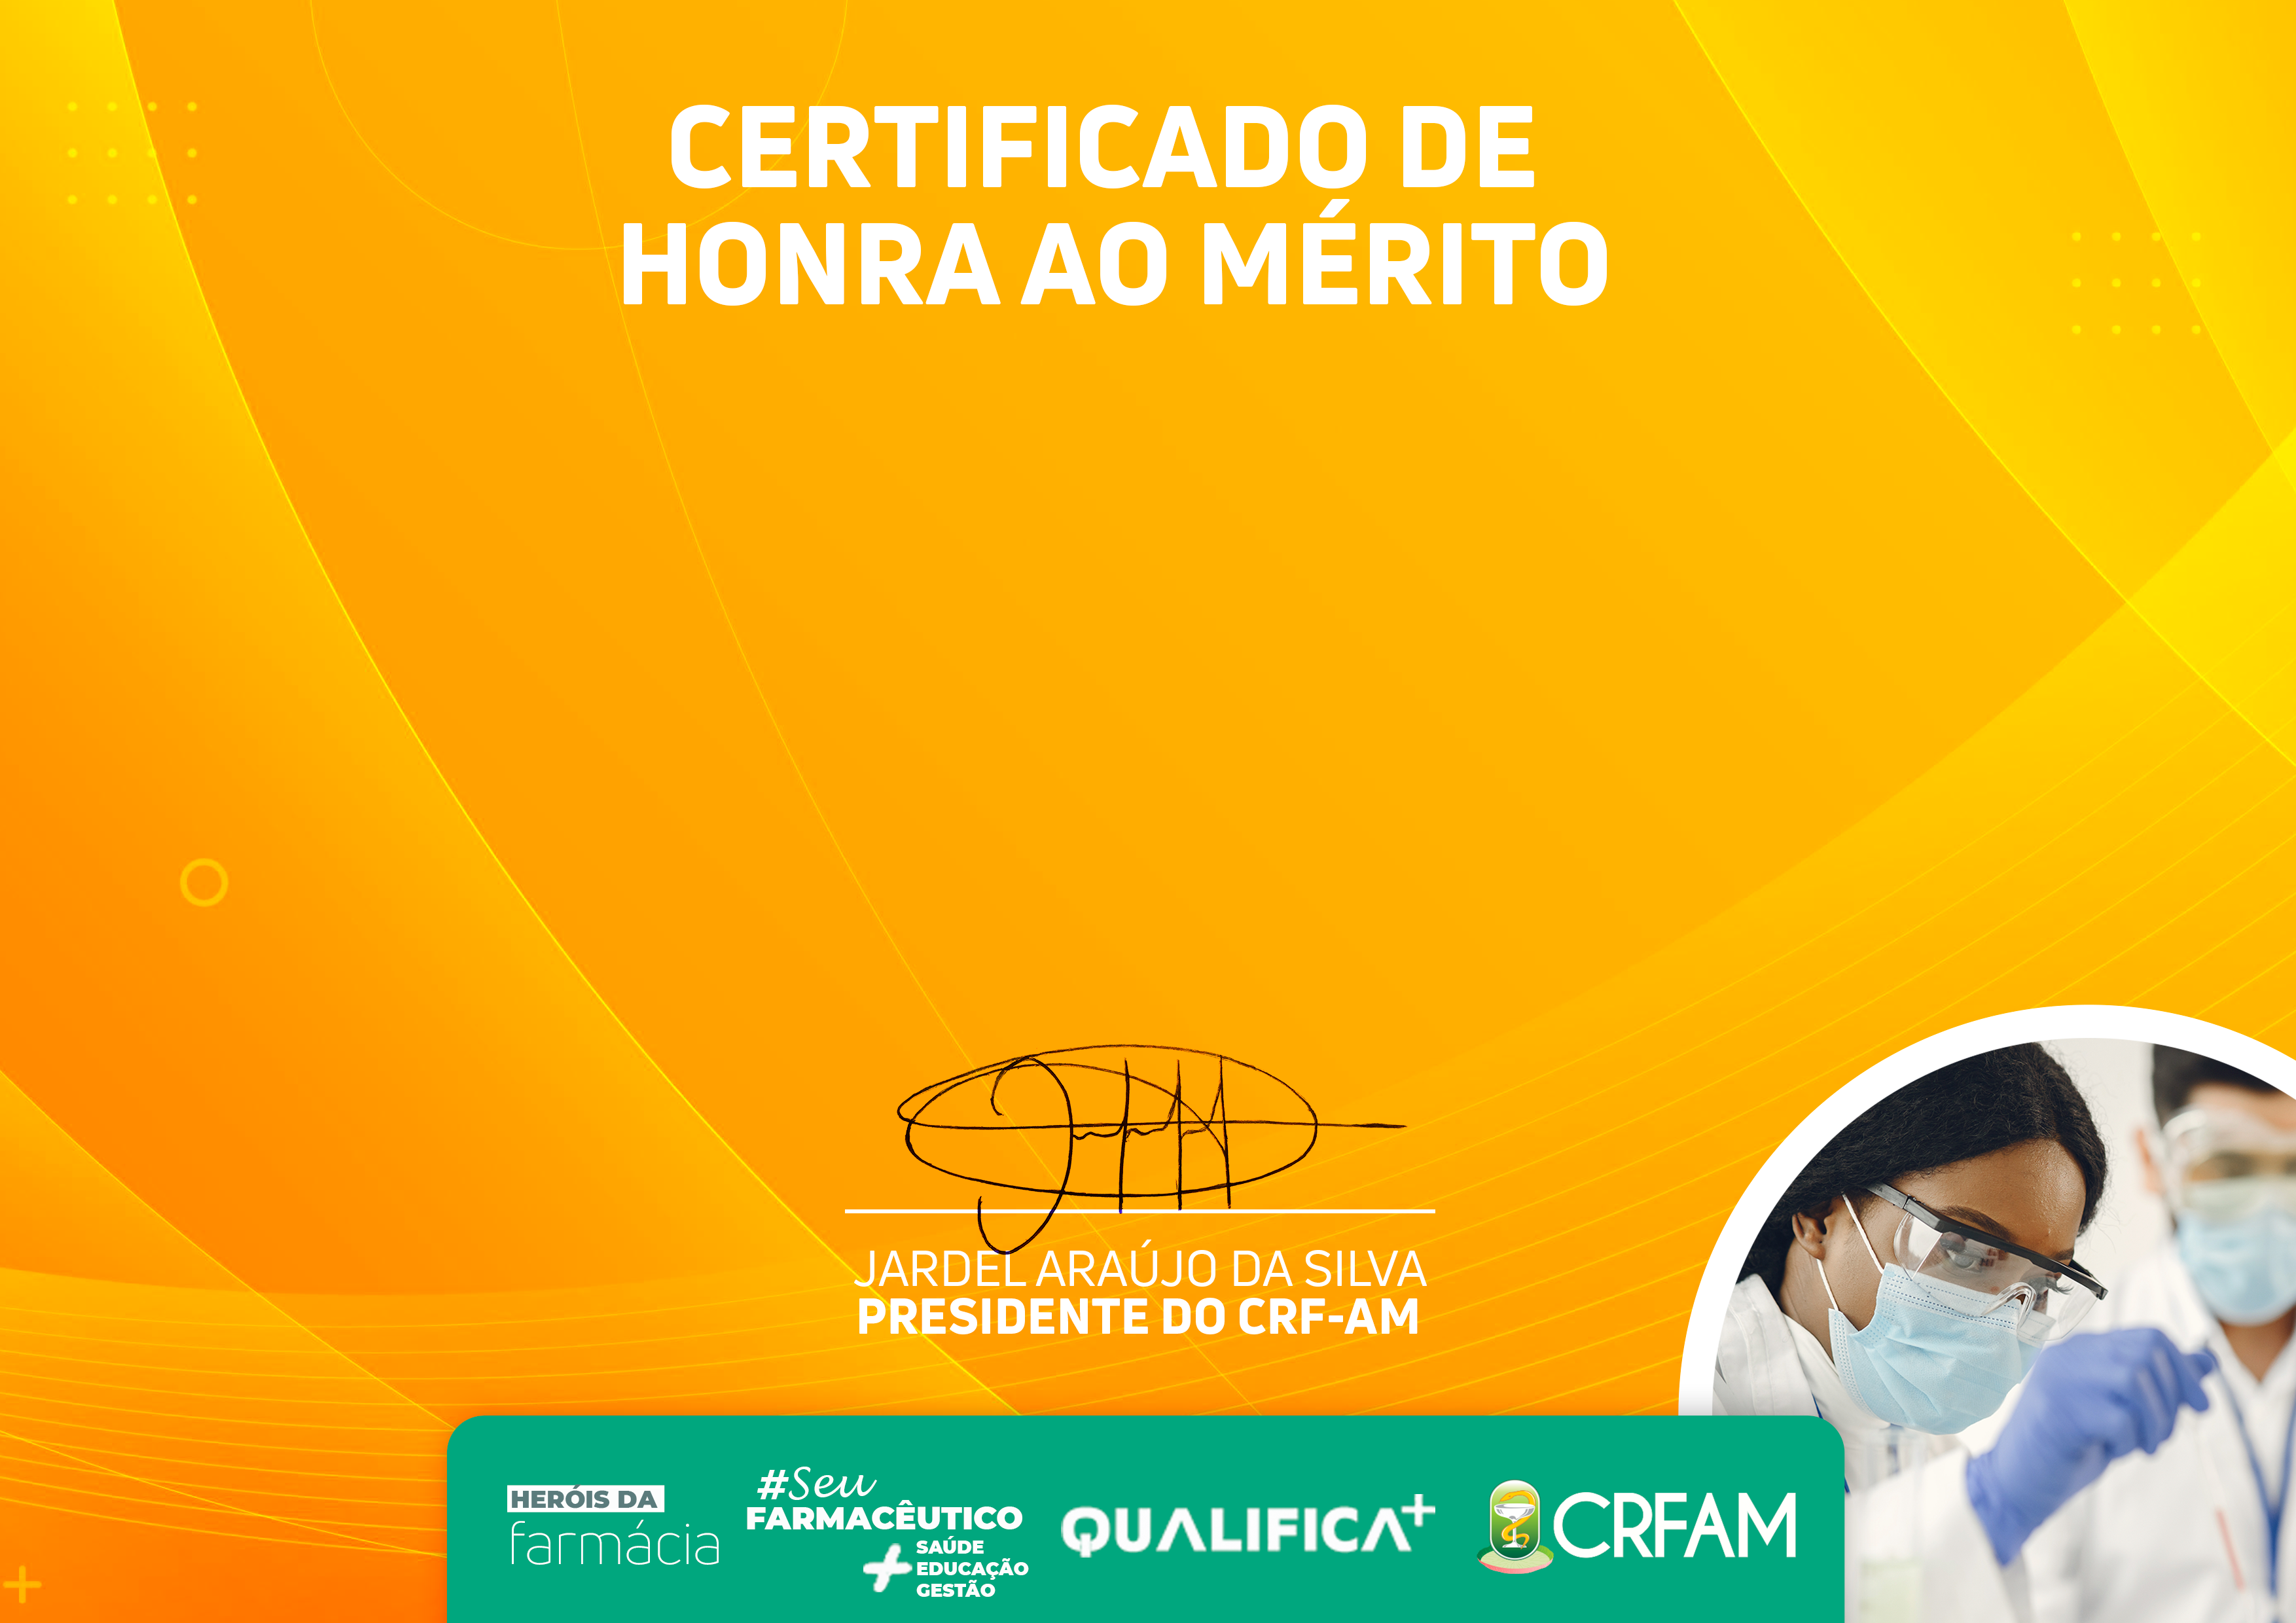 CERTIFICADO DE
HONRA AO MÉRITO
JARDEL ARAÚJO DA SILVA
PRESIDENTE DO CRF-AM
HERÓIS DA
farmácia
#Seu
FARMACÊUTICO
+ SAÚDE
EDUCAÇÃO
GESTÃO
QUALIFICA+
CRFAM